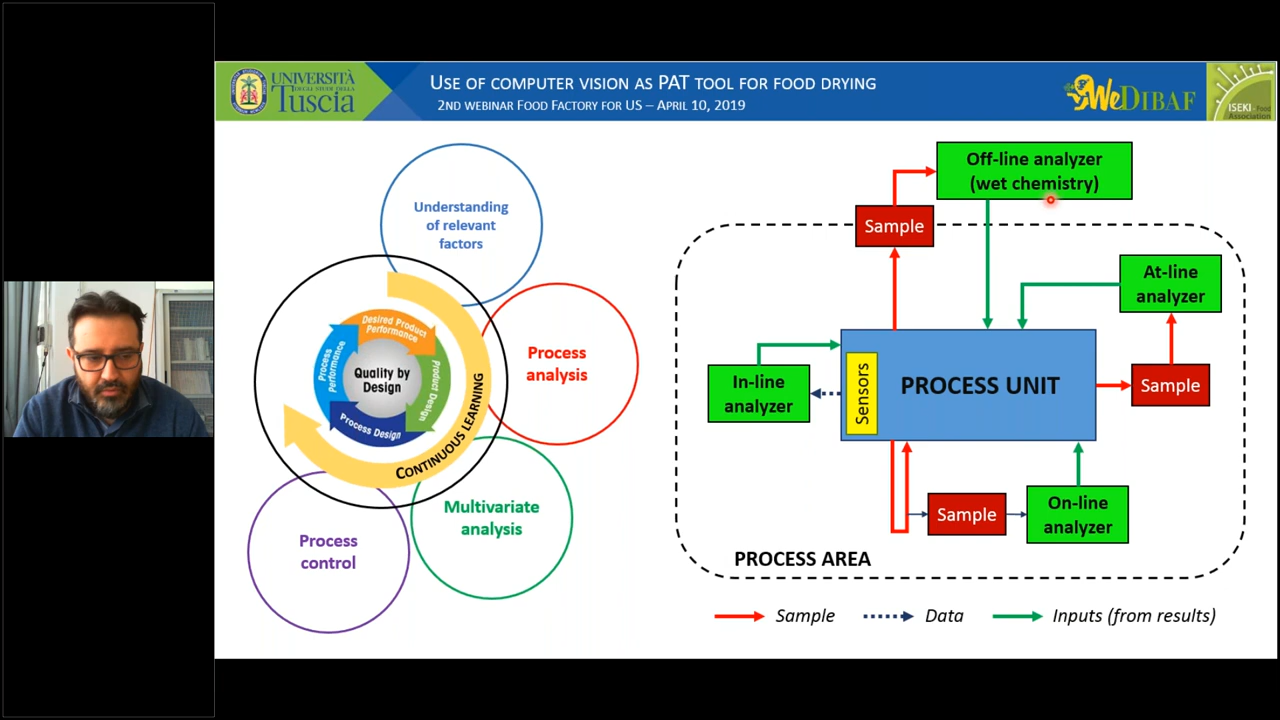 UNIVERSITÀ
DEGLI STUDI DELLA
TUSCIA
USE OF COMPUTER VISION AS PAT TOOL FOR FOOD DRYING
2ND WEBINAR FOOD FACTORY FOR US – APRIL 10, 2019
WEDIBAF
ISEKI Food
Association
Understanding
of relevant
factors
Process
analysis
Multivariate
analysis
Process
control
CONTINUOUS LEARNING
Desired Product
Performance
Product Design
Process Design
Process Performance
Quality by
Design
Off-line analyzer
(wet chemistry)
Sample
At-line
analyzer
In-line
analyzer
Sensors
PROCESS UNIT
Sample
Sample
On-line
analyzer
PROCESS AREA
Sample
Data
Inputs (from results)